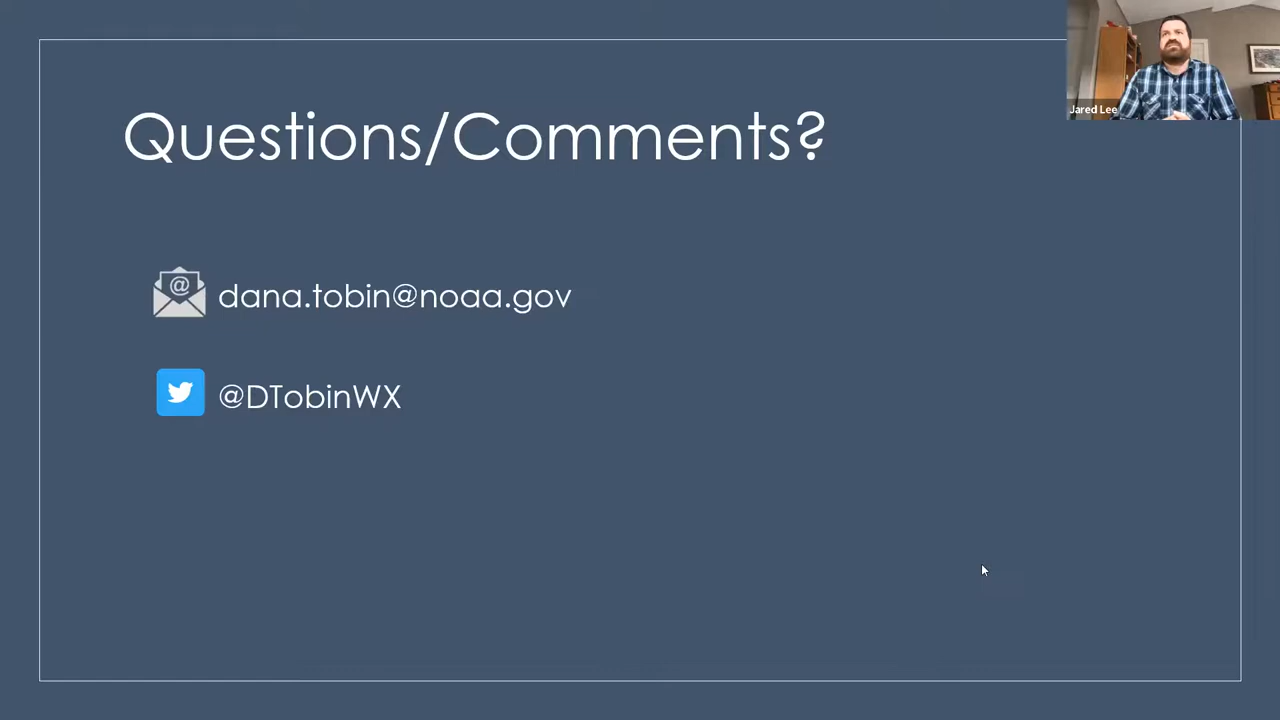 Jared Lee
Questions/Comments?
@
dana.tobin@noaa.gov
@DTobinWX